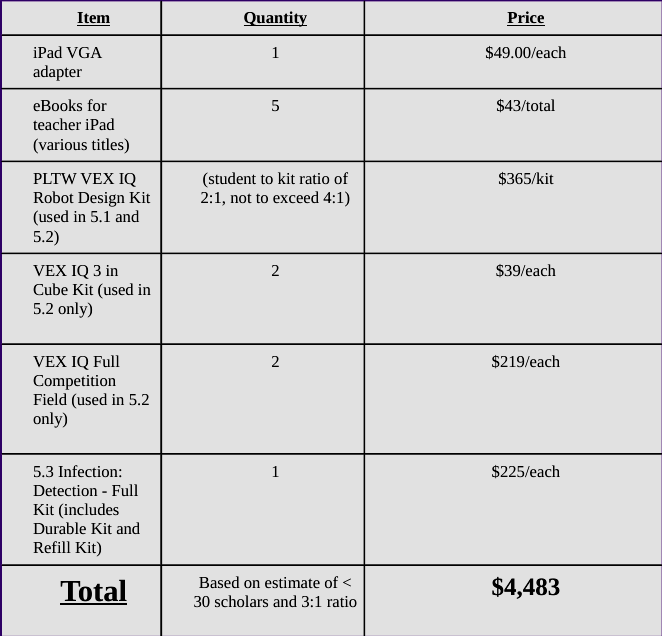 Item Quantity Price
iPad VGA 1 $49.00/each
adapter
eBooks for 5 $43/total
teacher iPad
(various titles)
PLTW VEX IQ (student to kit ratio of $365/kit
Robot Design Kit 2:1, not to exceed 4:1)
(used in 5.1 and
5.2)
VEX IQ 3 in 2 $39/each
Cube Kit (used in
5.2 only)
VEX IQ Full 2 $219/each
Competition
Field (used in 5.2
only)
5.3 Infection: 1 $225/each
Detection - Full
Kit (includes
Durable Kit and
Refill Kit)
Total Based on estimate of < $4,483
30 scholars and 3:1 ratio